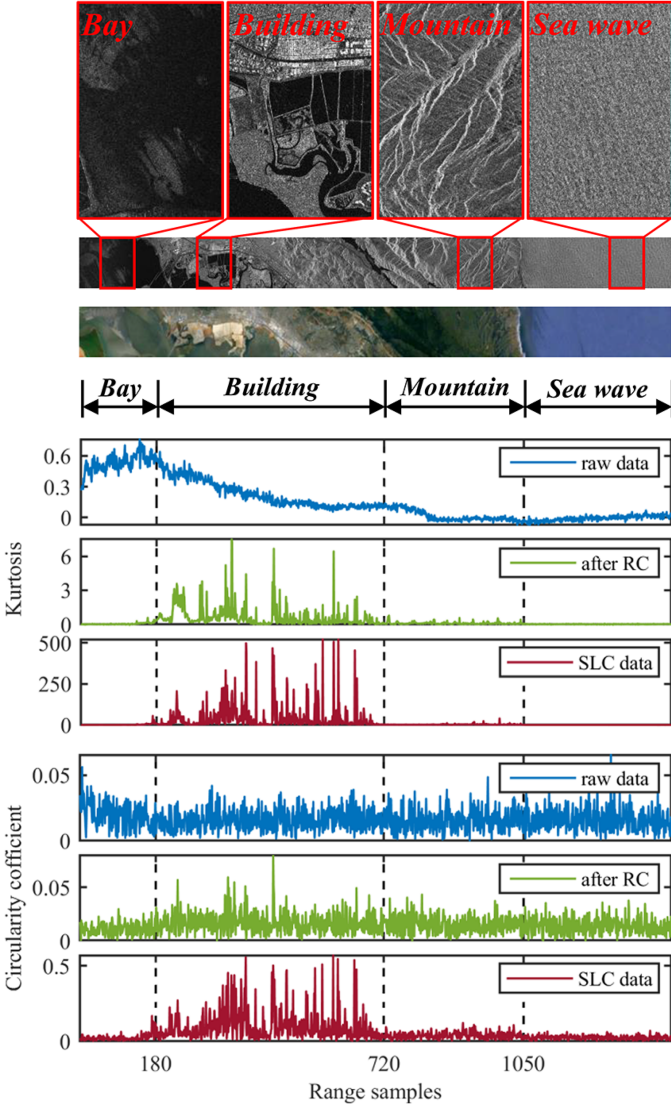 Bay Building Mountain Sea wave
Bay Building Mountain Sea wave
Kurtosis
0.6
0.3
0
raw data
6
3
0
after RC
500
250
0
SLC data
Circularity cofficient
0.05
0
raw data
0.05
0
after RC
0.5
0
SLC data
180 720 1050
Range samples